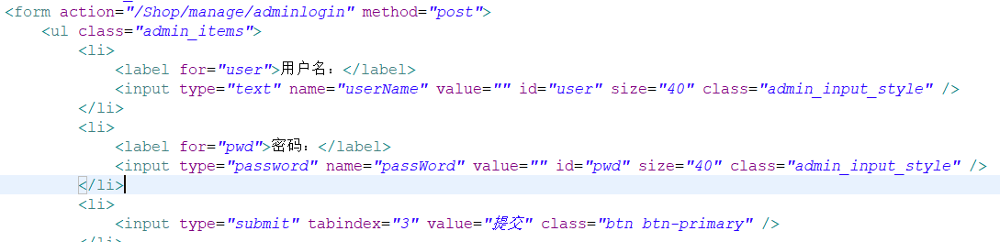 <form action="/Shop/manage/adminlogin" method="post">
<ul class="admin_items">
<li>
<label for="user">用户名：</label>
<input type="text" name="userName" value="" id="user" size="40" class="admin_input_style" />
</li>
<li>
<label for="pwd">密码：</label>
<input type="password" name="passWord" value="" id="pwd" size="40" class="admin_input_style" />
</li>
<li>
<input type="submit" tabindex="3" value="提交" class="btn btn-primary" />
</li>